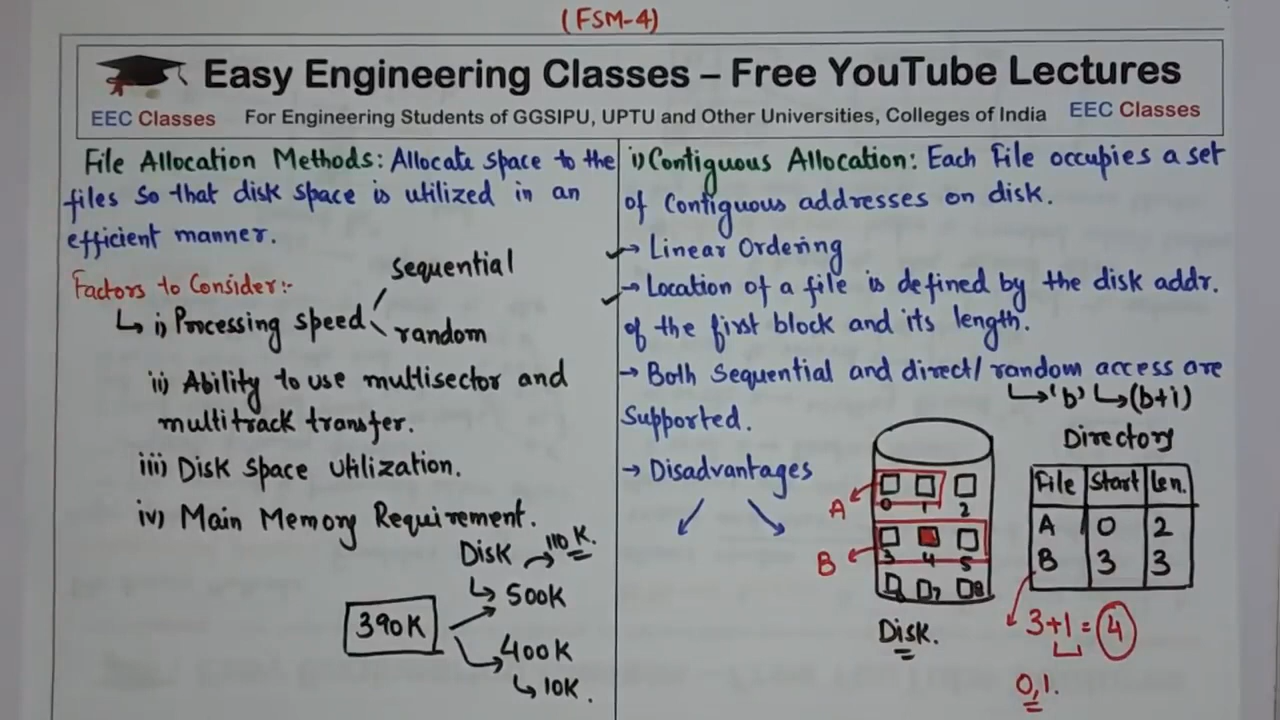 (FSM-4)
Easy Engineering Classes – Free YouTube Lectures
EEC Classes
For Engineering Students of GGSIPU, UPTU and Other Universities, Colleges of India
EEC Classes
File Allocation Methods: Allocate space to the
files so that disk space is utilized in an
efficient manner.
Factors to Consider:-
sequential
i) Processing speed
random
ii) Ability to use multisector and
multitrack transfer.
iii) Disk space utilization.
iv) Main Memory Requirement.
Disk → 110K.
500K
390K
400K
10K.
i) Contiguous Allocation: Each File occupies a set
of Contiguous addresses on disk.
→ Linear Ordering
→ Location of a file is defined by the disk addr.
of the first block and its length.
→ Both Sequential and direct/random access are
'b' (b+i)
Supported.
→ Disadvantages
A
0 1 2
B
3 4 5
6 7 8
Disk.
Directory
File Start Len.
A 0 2
B 3 3
3+1 = 4
0,1.